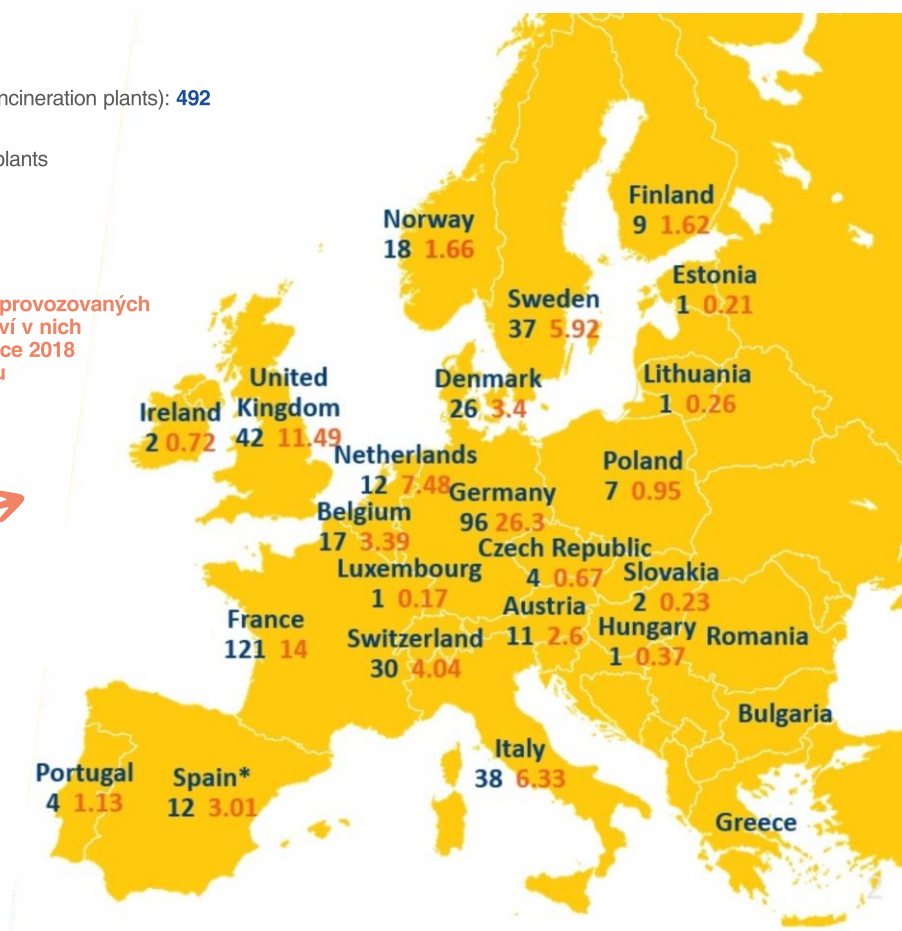 ncineration plants): 492
plants
provozovaných
ví v nich
ce 2018
u
Finland
9 1.62
Norway
18 1.66
Estonia
1 0.21
Sweden
37 5.92
United
Kingdom
42 11.49
Denmark
26 3.4
Lithuania
1 0.26
Ireland
2 0.72
Netherlands
12 7.48
Poland
7 0.95
Germany
96 26.3
Belgium
17 3.39
Czech Republic
4 0.67
Luxembourg
1 0.17
Slovakia
2 0.23
Austria
11 2.6
France
121 14
Switzerland
30 4.04
Hungary
1 0.37
Romania
Bulgaria
Italy
38 6.33
Portugal
4 1.13
Spain*
12 3.01
Greece
2